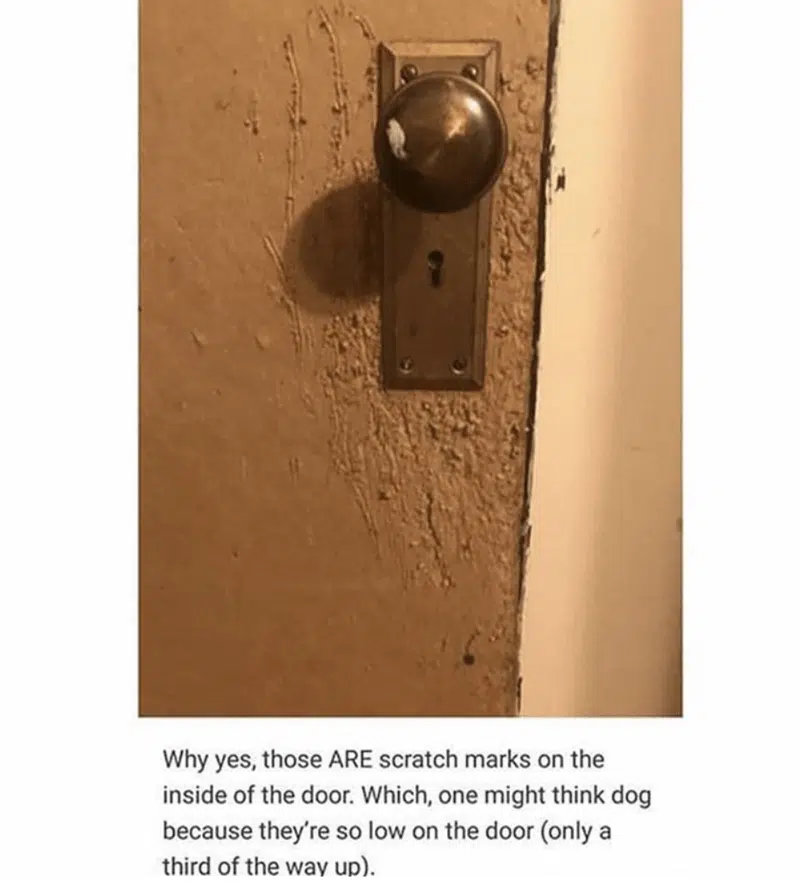 Why yes, those ARE scratch marks on the
inside of the door. Which, one might think dog
because they're so low on the door (only a
third of the way up).